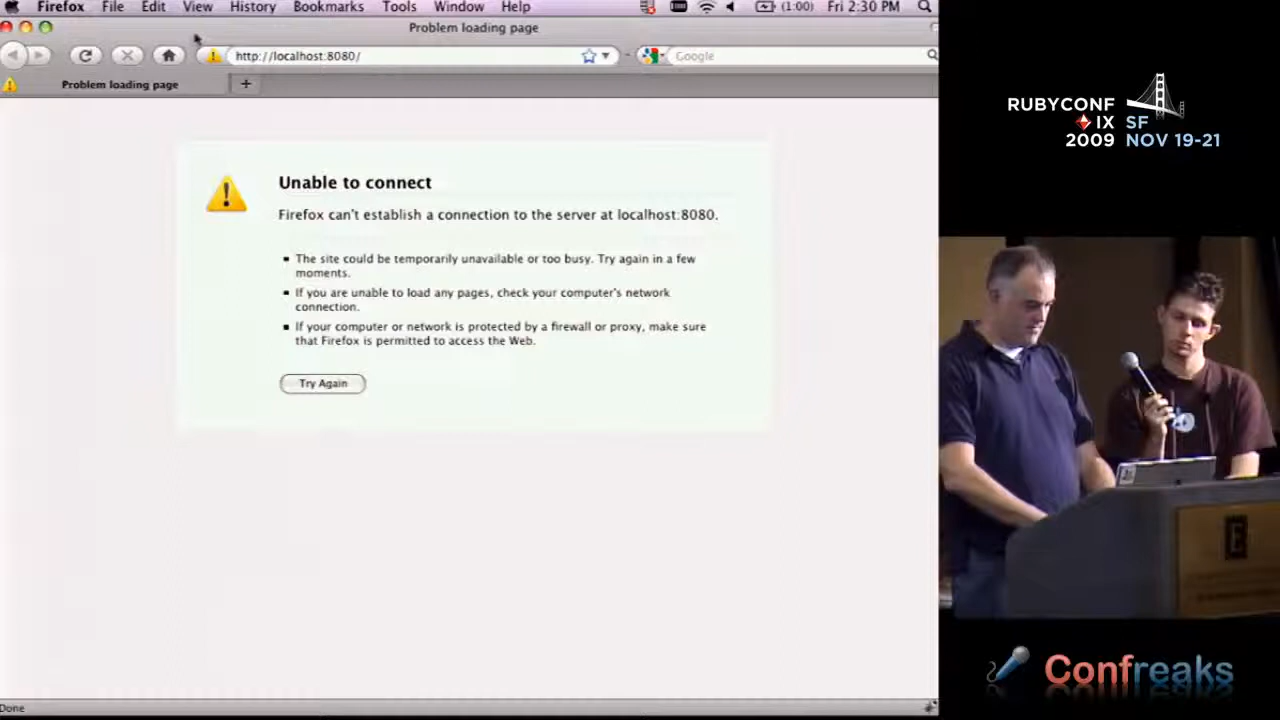 Firefox File Edit View History Bookmarks Tools Window Help (1:00) Fri 2:30 PM
Problem loading page
http://localhost:8080/ Google
Problem loading page +
Unable to connect
Firefox can't establish a connection to the server at localhost:8080.
▪ The site could be temporarily unavailable or too busy. Try again in a few
moments.
▪ If you are unable to load any pages, check your computer's network
connection.
▪ If your computer or network is protected by a firewall or proxy, make sure
that Firefox is permitted to access the Web.
Try Again
Done
RUBYCONF
IX SF
2009 NOV 19-21
E
Confreaks